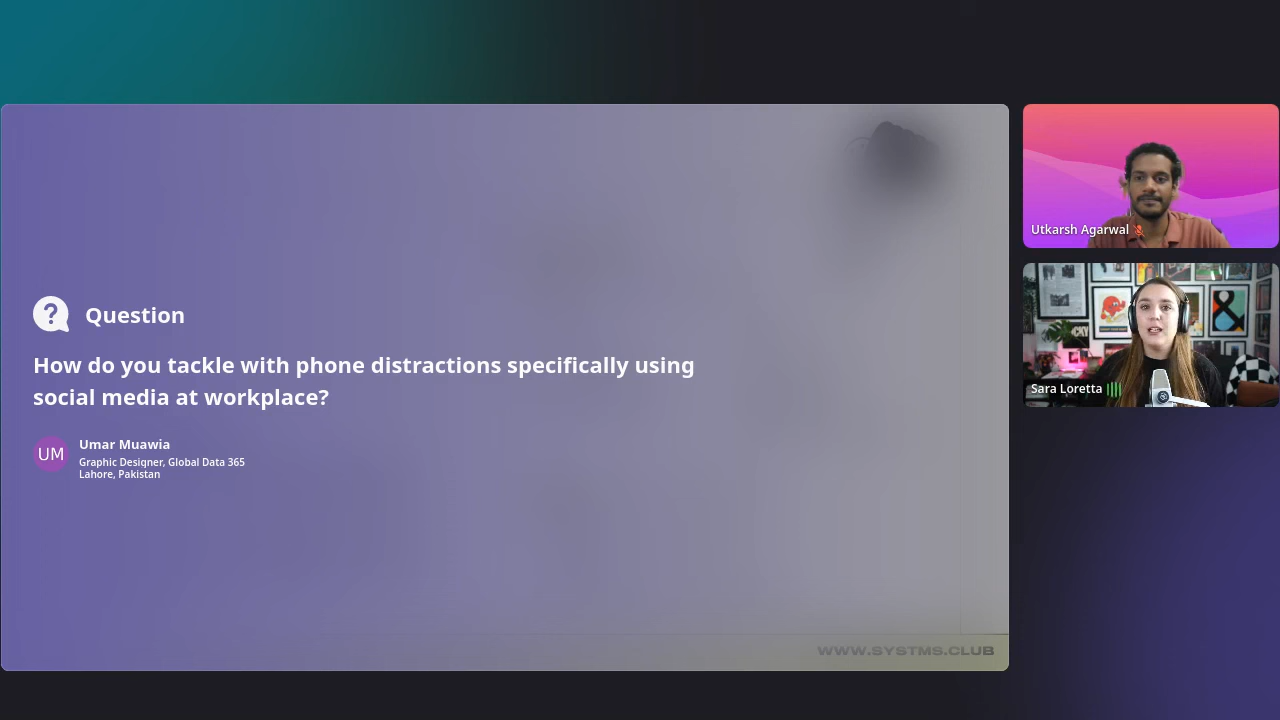 Question
How do you tackle with phone distractions specifically using
social media at workplace?
UM
Umar Muawia
Graphic Designer, Global Data 365
Lahore, Pakistan
WWW.SYSTMS.CLUB
Utkarsh Agarwal
&
CKY
Sara Loretta